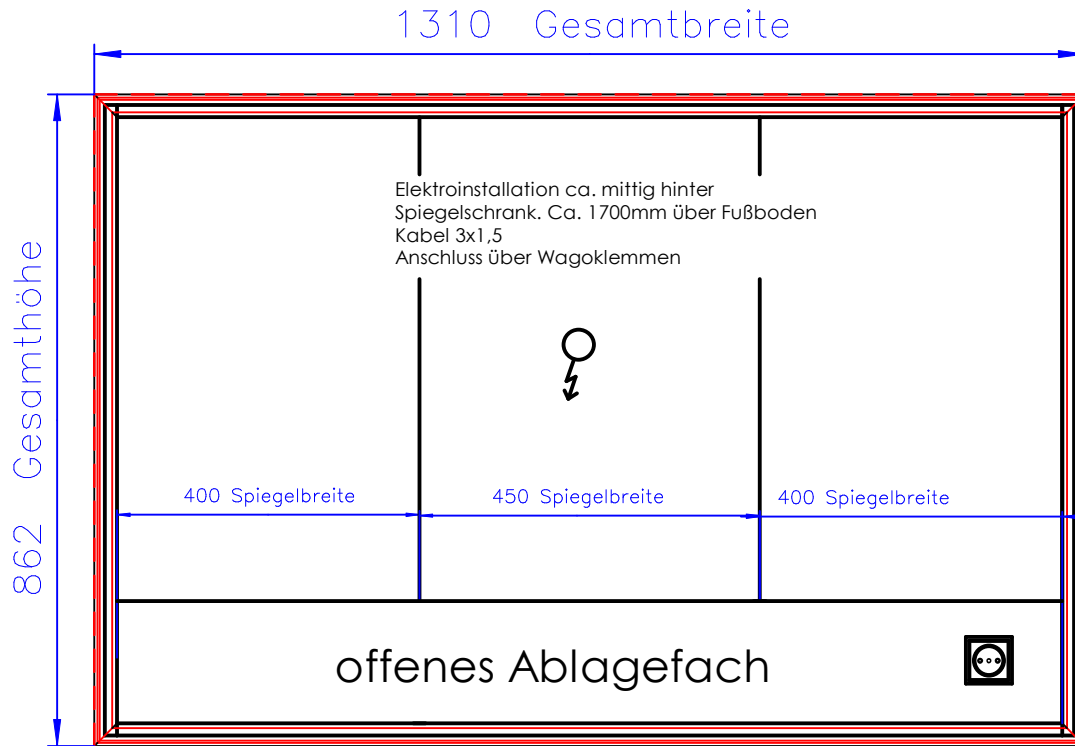 1310 Gesamtbreite
862 Gesamthöhe
Elektroinstallation ca. mittig hinter
Spiegelschrank. Ca. 1700mm über Fußboden
Kabel 3x1,5
Anschluss über Wagoklemmen
400 Spiegelbreite
450 Spiegelbreite
400 Spiegelbreite
offenes Ablagefach